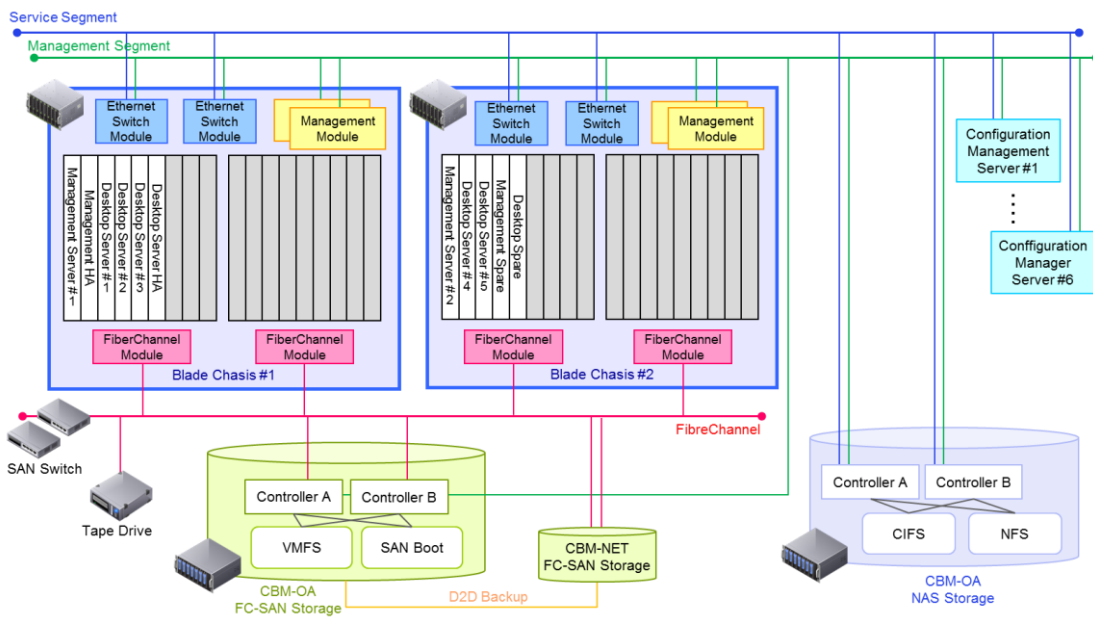 Service Segment
Management Segment
Ethernet
Switch
Module
Ethernet
Switch
Module
Management
Module
Ethernet
Switch
Module
Ethernet
Switch
Module
Management
Module
Configuration
Management
Server #1
Management Server #1
Management HA
Desktop Server #1
Desktop Server #2
Desktop Server #3
Desktop Server HA
Management Server #2
Desktop Server #4
Desktop Server #5
Management Spare
Desktop Spare
Conffiguration
Manager
Server #6
FiberChannel
Module
FiberChannel
Module
FiberChannel
Module
FiberChannel
Module
Blade Chasis #1
Blade Chasis #2
FibreChannel
SAN Switch
Tape Drive
Controller A
Controller B
VMFS
SAN Boot
CBM-OA
FC-SAN Storage
D2D Backup
CBM-NET
FC-SAN Storage
Controller A
Controller B
CIFS
NFS
CBM-OA
NAS Storage